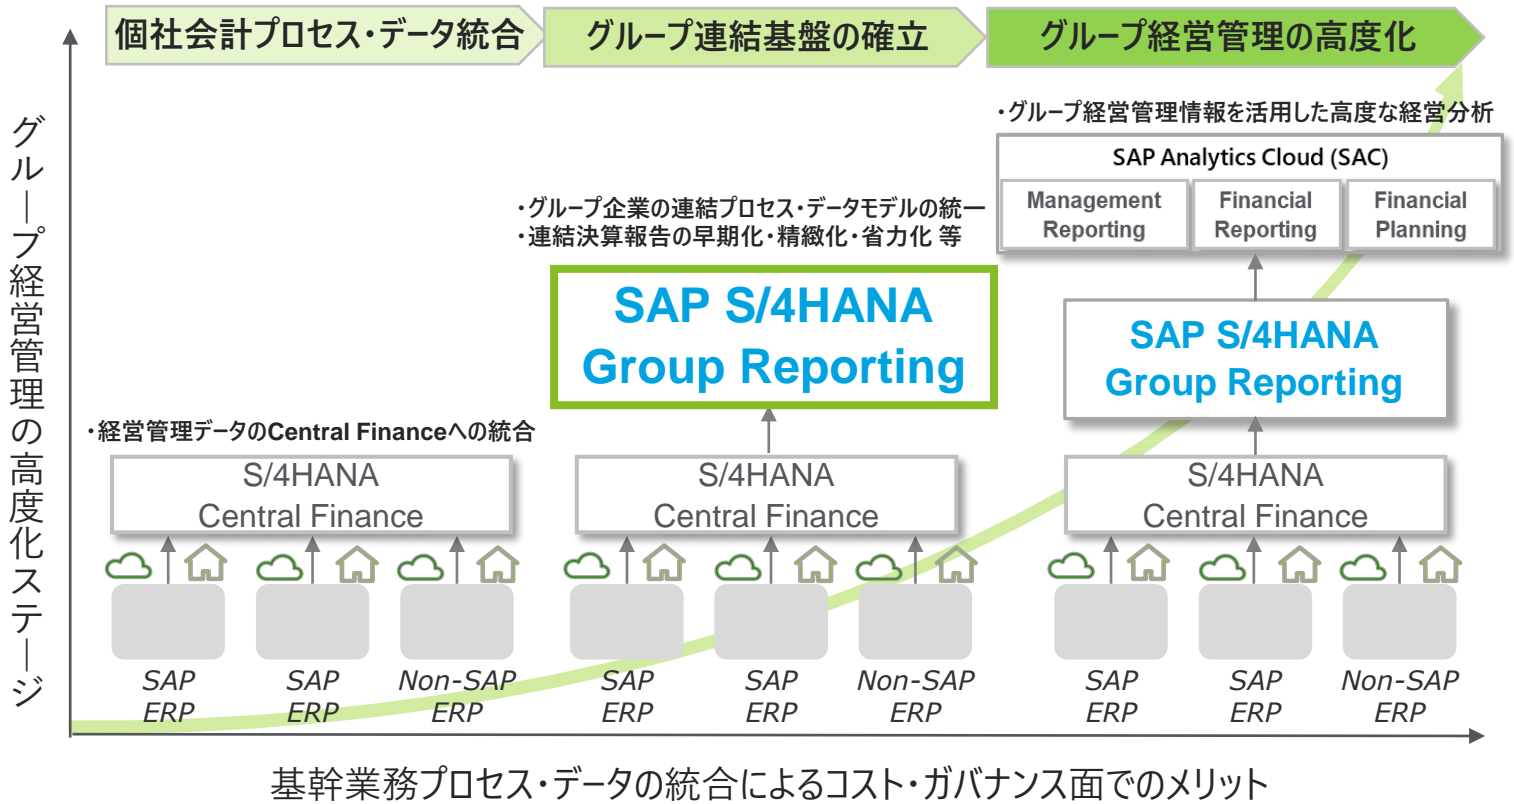 個社会計プロセス・データ統合
グループ連結基盤の確立
グループ経営管理の高度化
グループ経営管理の高度化ステージ
・経営管理データのCentral Financeへの統合
S/4HANA
Central Finance
SAP
ERP
SAP
ERP
Non-SAP
ERP
・グループ企業の連結プロセス・データモデルの統一
・連結決算報告の早期化・精緻化・省力化 等
SAP S/4HANA
Group Reporting
S/4HANA
Central Finance
SAP
ERP
SAP
ERP
Non-SAP
ERP
・グループ経営管理情報を活用した高度な経営分析
SAP Analytics Cloud (SAC)
Management
Reporting
Financial
Reporting
Financial
Planning
SAP S/4HANA
Group Reporting
S/4HANA
Central Finance
SAP
ERP
SAP
ERP
Non-SAP
ERP
基幹業務プロセス・データの統合によるコスト・ガバナンス面でのメリット